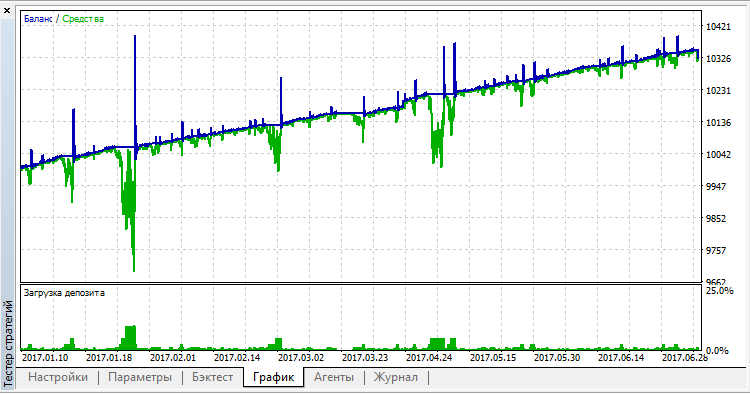 Баланс / Средства
10421
10326
10231
10136
10042
9947
9852
9757
9662
Загрузка депозита
25.0%
0.0%
2017.01.10 2017.01.18 2017.02.01 2017.02.14 2017.03.02 2017.03.23 2017.04.24 2017.05.15 2017.05.30 2017.06.14 2017.06.28
Тестер стратегий
Настройки | Параметры | Бэктест | График | Агенты | Журнал |